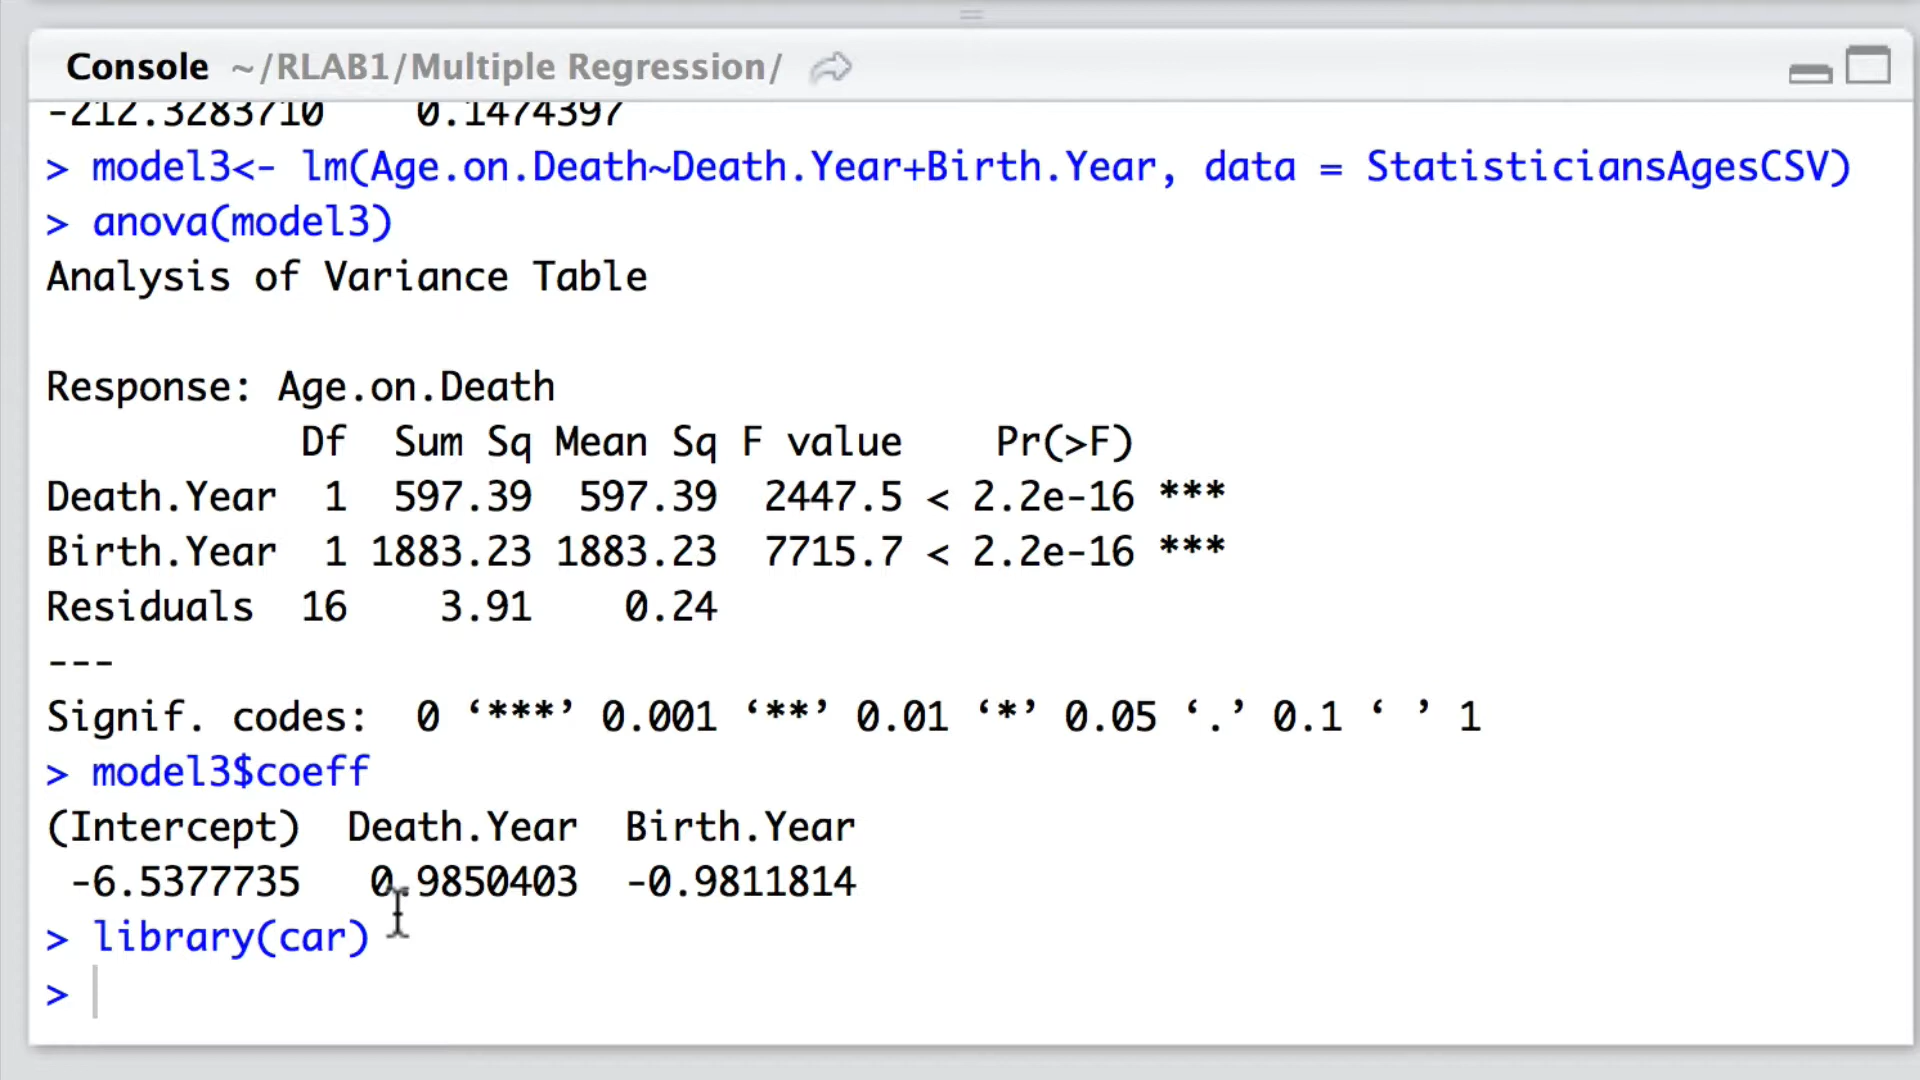 Console ~/RLAB1/Multiple Regression/
-212.3283710    0.1474397
> model3<- lm(Age.on.Death~Death.Year+Birth.Year, data = StatisticiansAgesCSV)
> anova(model3)
Analysis of Variance Table
Response: Age.on.Death
           Df  Sum Sq Mean Sq F value    Pr(>F)
Death.Year  1  597.39  597.39  2447.5 < 2.2e-16 ***
Birth.Year  1 1883.23 1883.23  7715.7 < 2.2e-16 ***
Residuals  16    3.91    0.24
---
Signif. codes:  0 ‘***’ 0.001 ‘**’ 0.01 ‘*’ 0.05 ‘.’ 0.1 ‘ ’ 1
> model3$coeff
(Intercept)  Death.Year  Birth.Year
 -6.5377735   0.9850403  -0.9811814
> library(car)
>